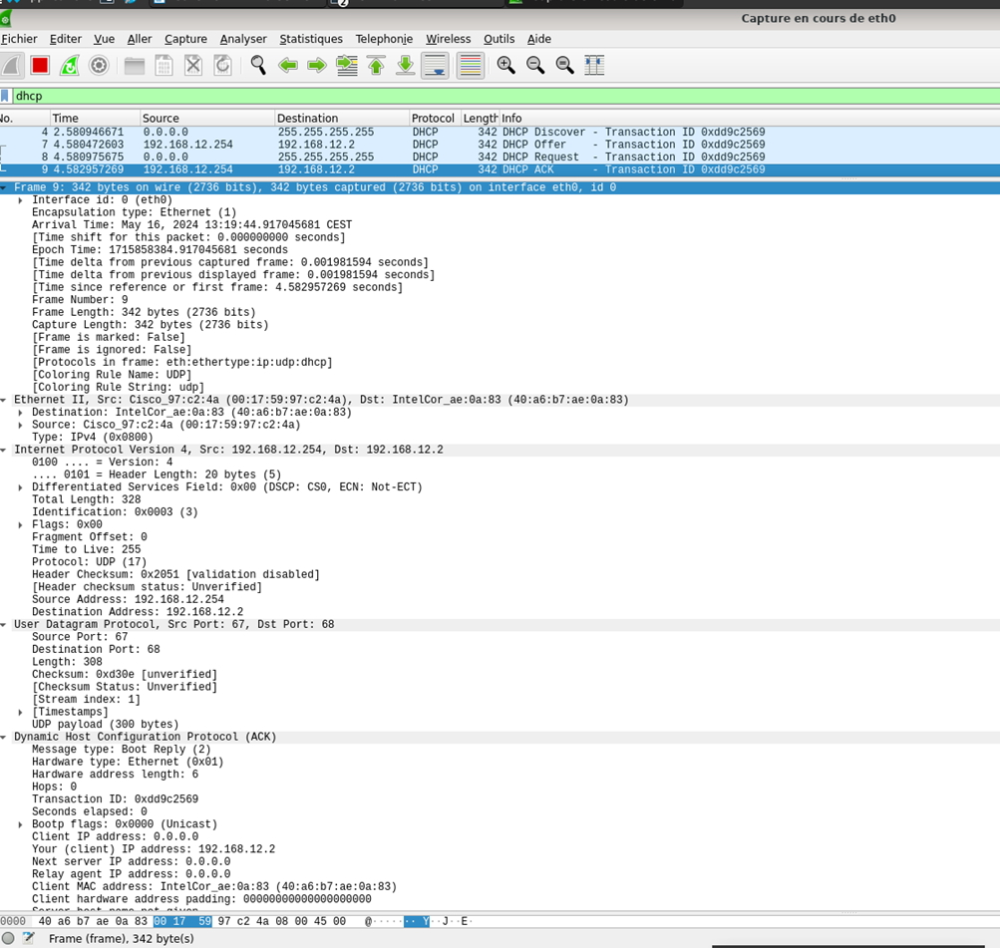 Capture en cours de eth0
Fichier Editer Vue Aller Capture Analyser Statistiques Telephonie Wireless Outils Aide
dhcp
No. Time Source Destination Protocol Length Info
4 2.580946671 0.0.0.0 255.255.255.255 DHCP 342 DHCP Discover - Transaction ID 0xdd9c2569
7 4.580472603 192.168.12.254 192.168.12.2 DHCP 342 DHCP Offer - Transaction ID 0xdd9c2569
8 4.580975675 0.0.0.0 255.255.255.255 DHCP 342 DHCP Request - Transaction ID 0xdd9c2569
9 4.582957269 192.168.12.254 192.168.12.2 DHCP 342 DHCP ACK - Transaction ID 0xdd9c2569
Frame 9: 342 bytes on wire (2736 bits), 342 bytes captured (2736 bits) on interface eth0, id 0
Interface id: 0 (eth0)
Encapsulation type: Ethernet (1)
Arrival Time: May 16, 2024 13:19:44.917045681 CEST
[Time shift for this packet: 0.000000000 seconds]
Epoch Time: 1715858384.917045681 seconds
[Time delta from previous captured frame: 0.001981594 seconds]
[Time delta from previous displayed frame: 0.001981594 seconds]
[Time since reference or first frame: 4.582957269 seconds]
Frame Number: 9
Frame Length: 342 bytes (2736 bits)
Capture Length: 342 bytes (2736 bits)
[Frame is marked: False]
[Frame is ignored: False]
[Protocols in frame: eth:ethertype:ip:udp:dhcp]
[Coloring Rule Name: UDP]
[Coloring Rule String: udp]
Ethernet II, Src: Cisco_97:c2:4a (00:17:59:97:c2:4a), Dst: IntelCor_ae:0a:83 (40:a6:b7:ae:0a:83)
Destination: IntelCor_ae:0a:83 (40:a6:b7:ae:0a:83)
Source: Cisco_97:c2:4a (00:17:59:97:c2:4a)
Type: IPv4 (0x0800)
Internet Protocol Version 4, Src: 192.168.12.254, Dst: 192.168.12.2
0100 .... = Version: 4
.... 0101 = Header Length: 20 bytes (5)
Differentiated Services Field: 0x00 (DSCP: CS0, ECN: Not-ECT)
Total Length: 328
Identification: 0x0003 (3)
Flags: 0x00
Fragment Offset: 0
Time to Live: 255
Protocol: UDP (17)
Header Checksum: 0x2051 [validation disabled]
[Header checksum status: Unverified]
Source Address: 192.168.12.254
Destination Address: 192.168.12.2
User Datagram Protocol, Src Port: 67, Dst Port: 68
Source Port: 67
Destination Port: 68
Length: 308
Checksum: 0xd30e [unverified]
[Checksum Status: Unverified]
[Stream index: 1]
[Timestamps]
UDP payload (300 bytes)
Dynamic Host Configuration Protocol (ACK)
Message type: Boot Reply (2)
Hardware type: Ethernet (0x01)
Hardware address length: 6
Hops: 0
Transaction ID: 0xdd9c2569
Seconds elapsed: 0
Bootp flags: 0x0000 (Unicast)
Client IP address: 0.0.0.0
Your (client) IP address: 192.168.12.2
Next server IP address: 0.0.0.0
Relay agent IP address: 0.0.0.0
Client MAC address: IntelCor_ae:0a:83 (40:a6:b7:ae:0a:83)
Client hardware address padding: 00000000000000000000
Server host name not given
0000 40 a6 b7 ae 0a 83 00 17 59 97 c2 4a 08 00 45 00 @·······Y··J··E·
Frame (frame), 342 byte(s)